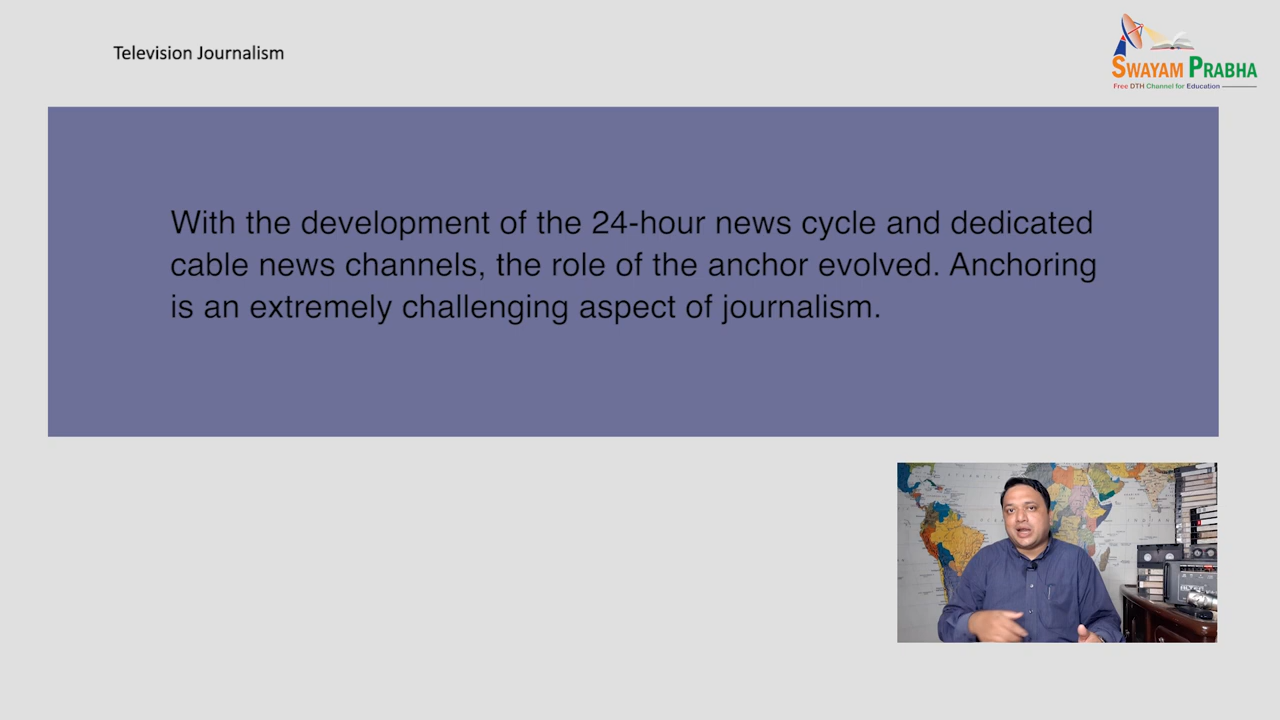 Television Journalism
SWAYAM PRABHA
Free DTH Channel for Education
With the development of the 24-hour news cycle and dedicated
cable news channels, the role of the anchor evolved. Anchoring
is an extremely challenging aspect of journalism.